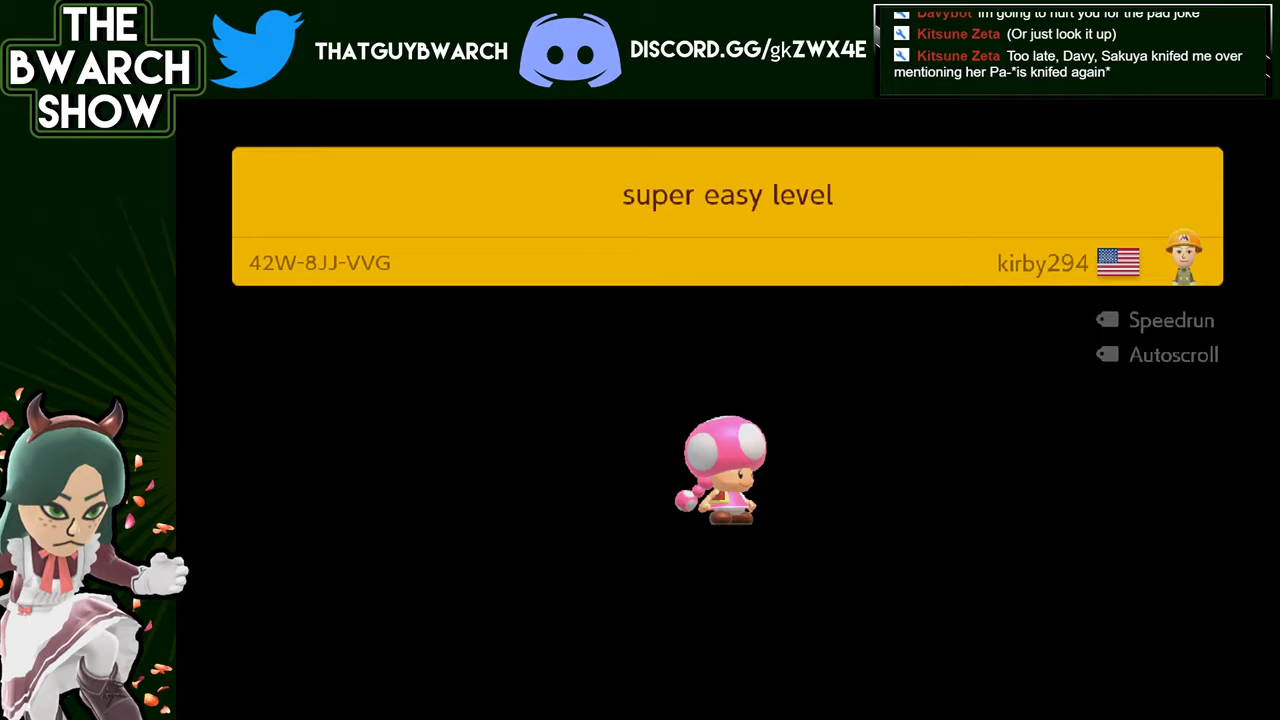 THE
BWARCH
SHOW
THATGUYBWARCH
DISCORD.GG/gkZWX4E
Davybot Im going to hurt you for the pad joke
Kitsune Zeta (Or just look it up)
Kitsune Zeta Too late, Davy, Sakuya knifed me over
mentioning her Pa-*is knifed again*
super easy level
42W-8JJ-VVG
kirby294
Speedrun
Autoscroll